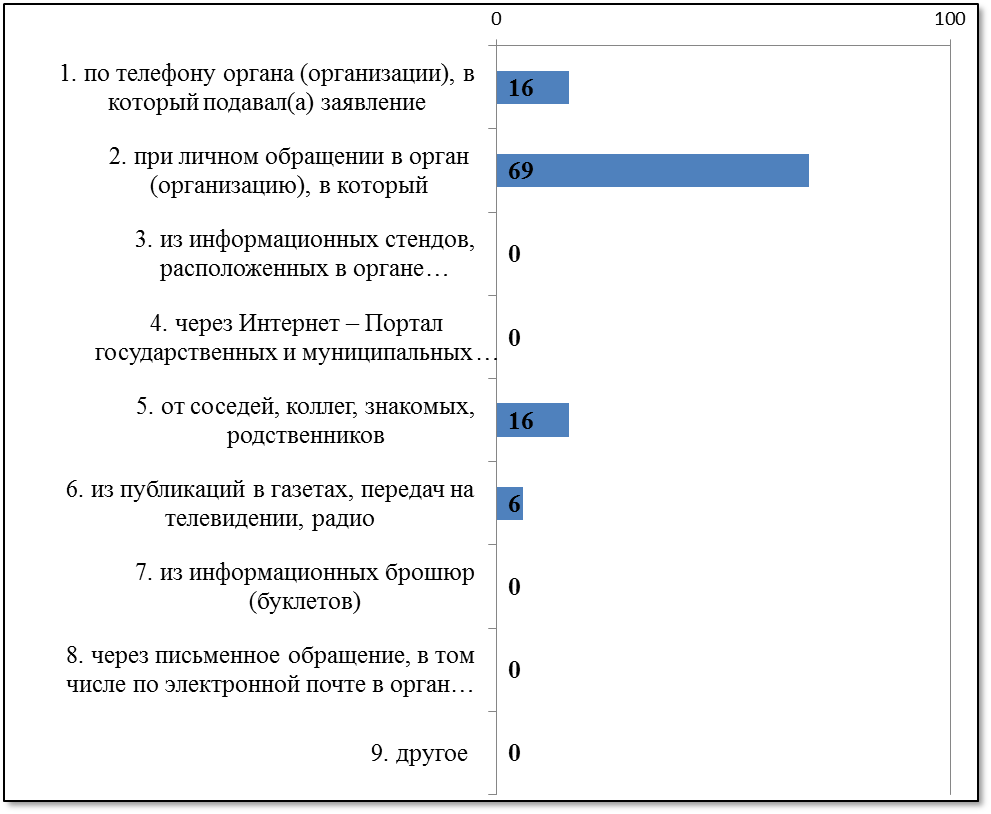 0 100
1. по телефону органа (организации), в
который подавал(а) заявление
16
2. при личном обращении в орган
(организацию), в который
69
3. из информационных стендов,
расположенных в органе…
0
4. через Интернет – Портал
государственных и муниципальных…
0
5. от соседей, коллег, знакомых,
родственников
16
6. из публикаций в газетах, передач на
телевидении, радио
6
7. из информационных брошюр
(буклетов)
0
8. через письменное обращение, в том
числе по электронной почте в орган…
0
9. другое
0